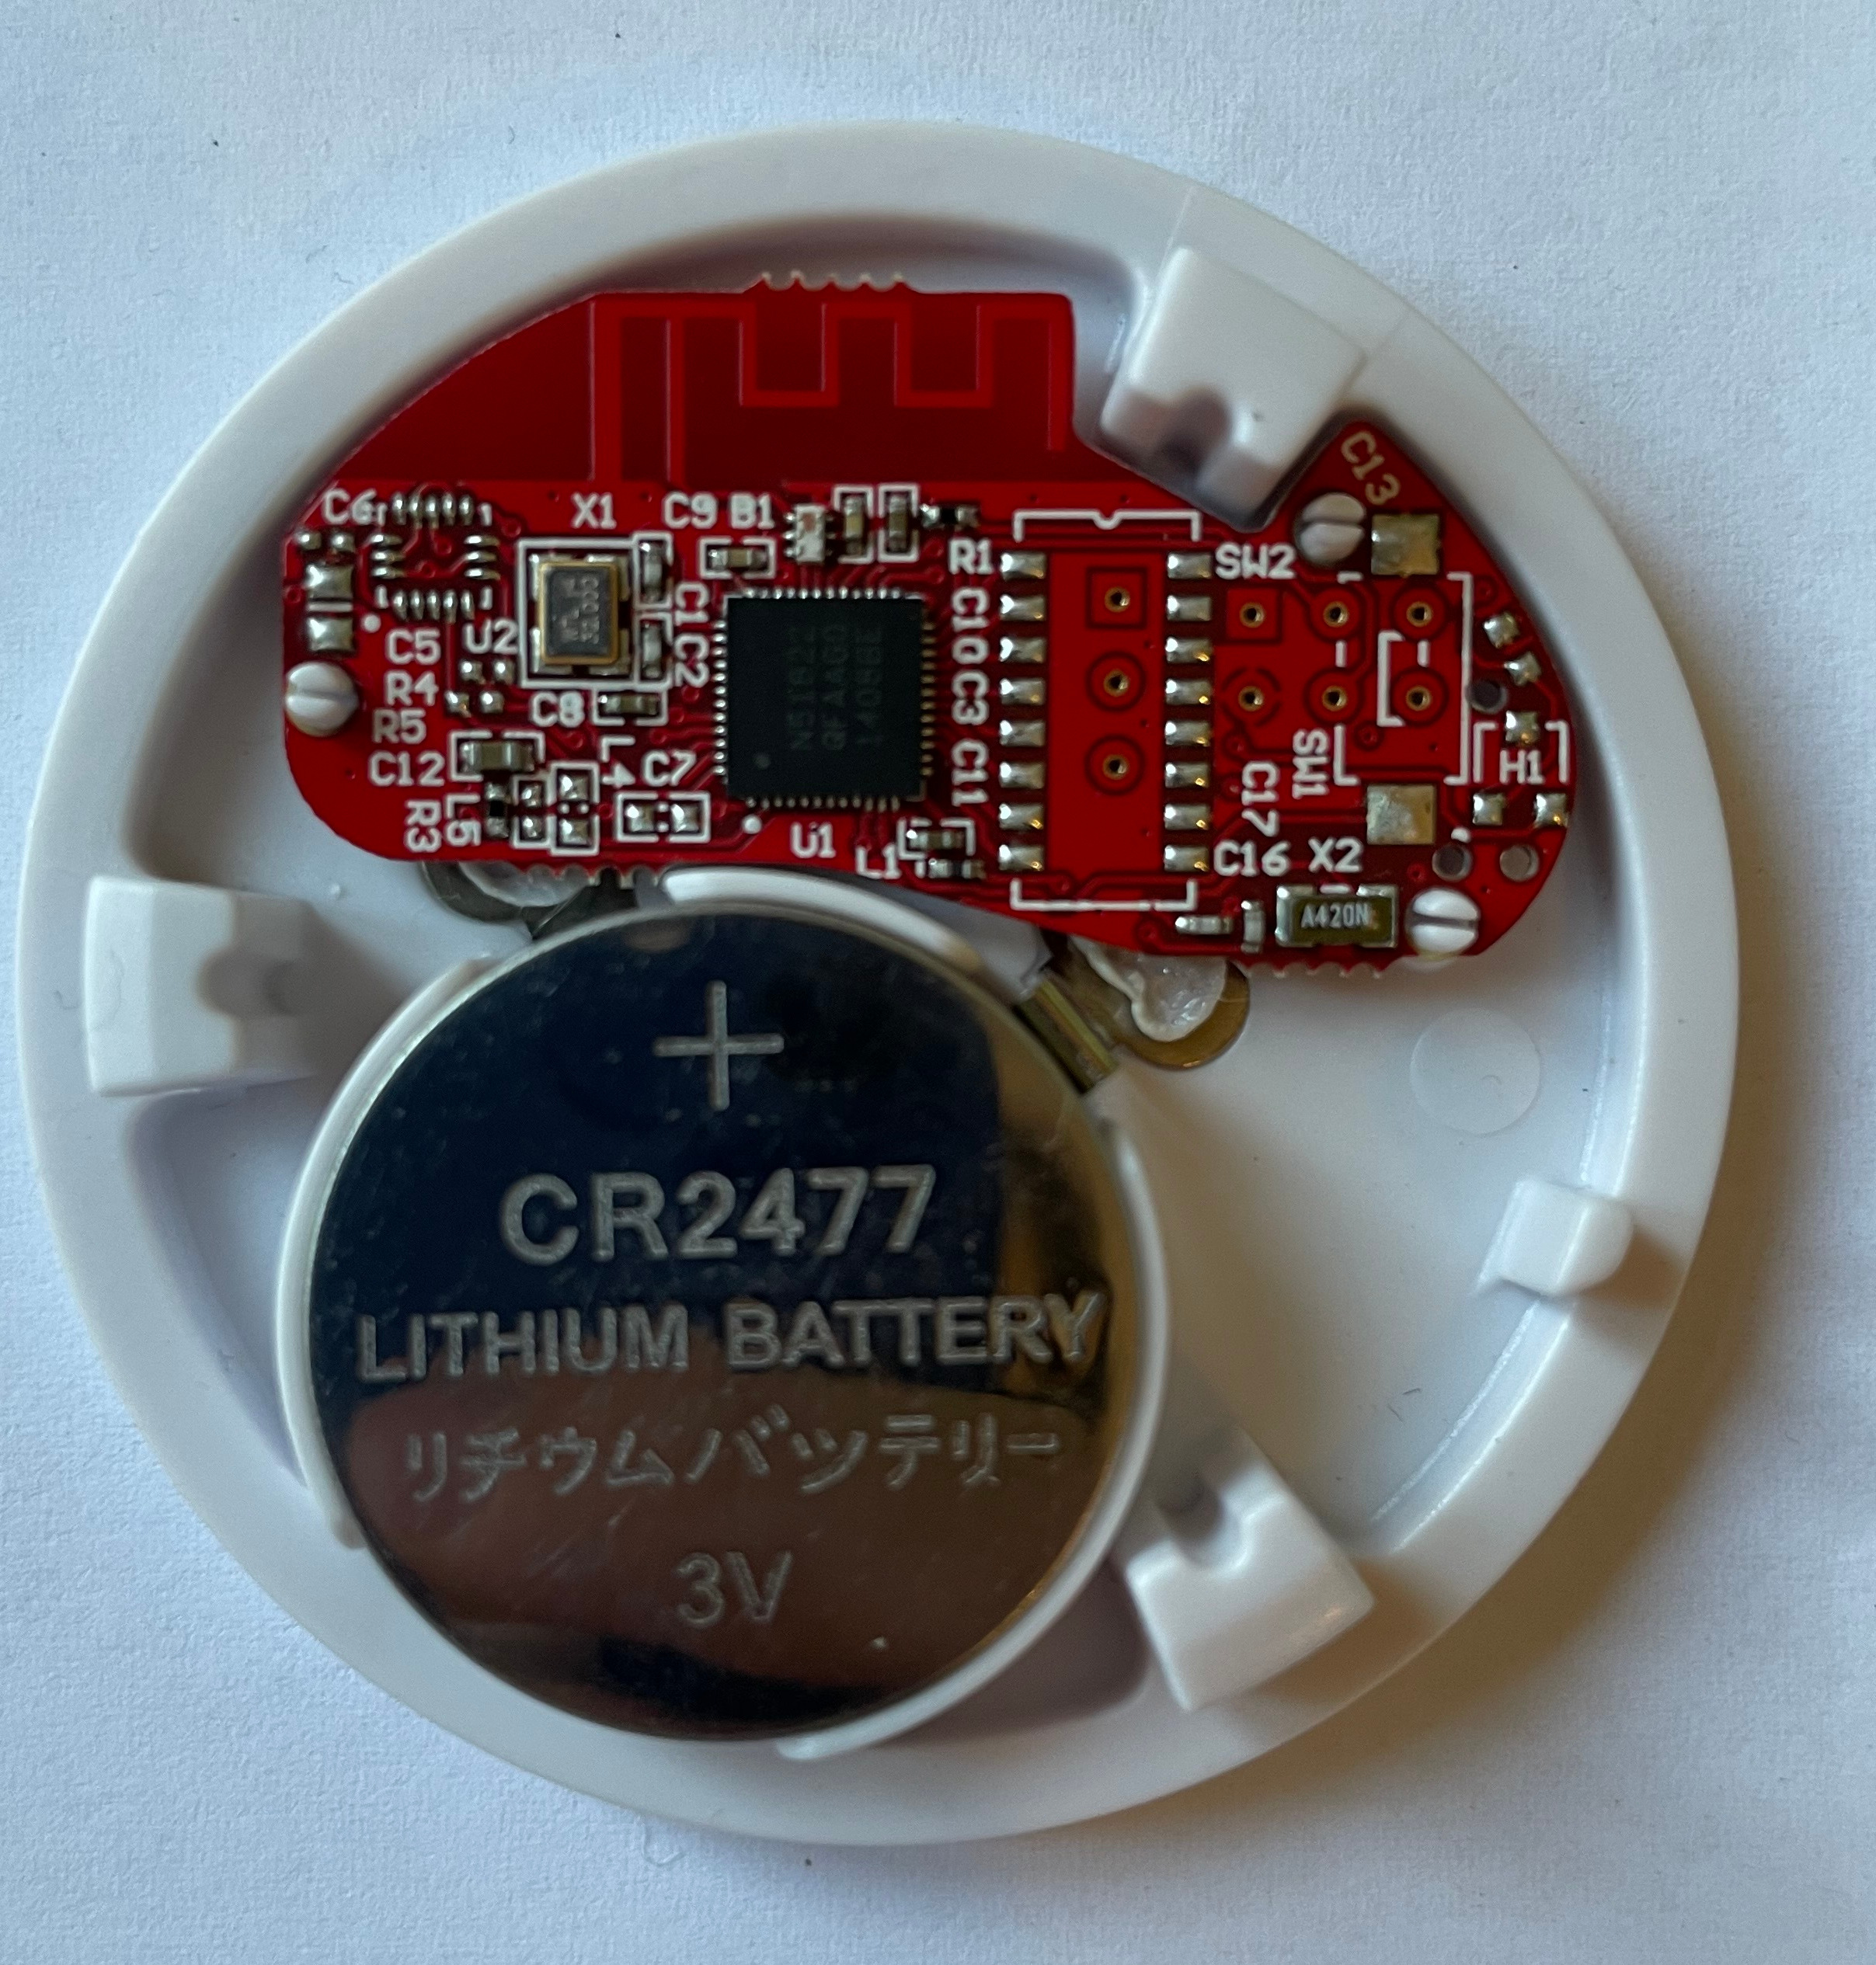 C13
C6 X1 C9 B1
R1 SW2
C1 C10
U2
C5
C2
R4
C8 C3
R5
N51822
QFAAG0
1408BE
C12 L4 C7 C11 C17 SW1 H1
R3 L5
U1
L1 C16 X2
A420N
+
CR2477
LITHIUM BATTERY
リチウムバッテリー
3V